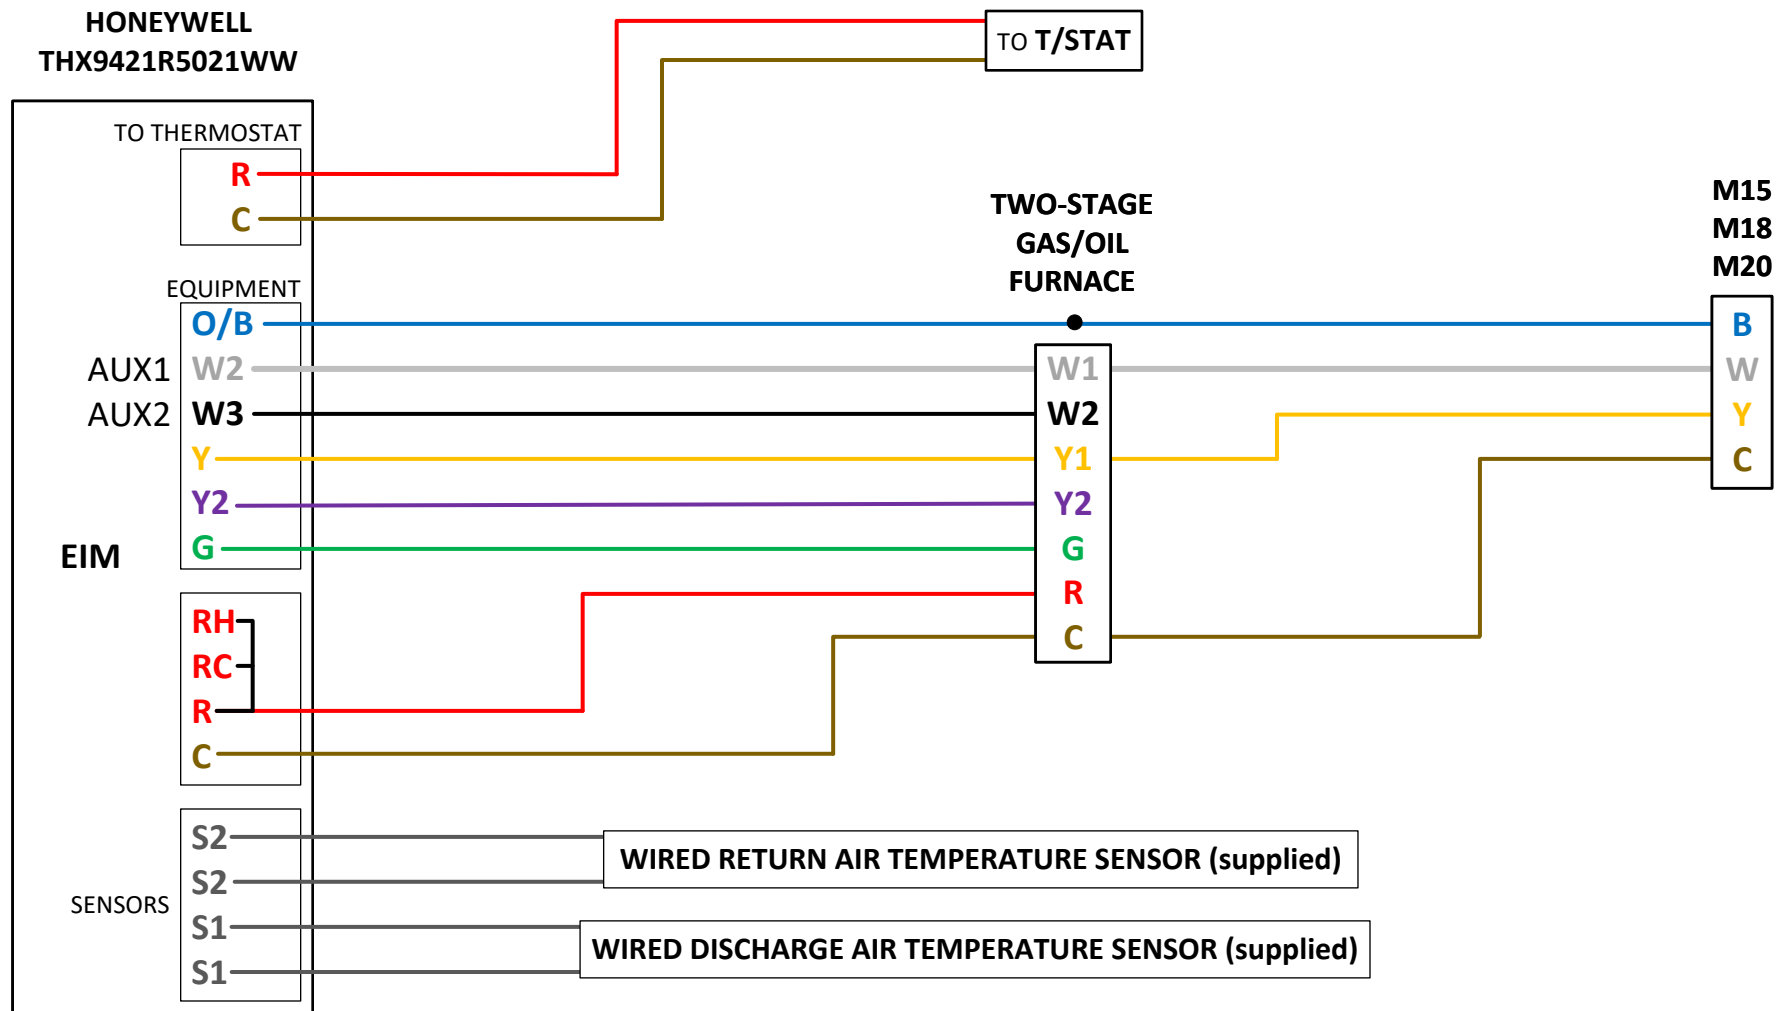 HONEYWELL
THX9421R5021WW
TO T/STAT
TO THERMOSTAT
R
C
TWO-STAGE
GAS/OIL
FURNACE
M15
M18
M20
EQUIPMENT
O/B
AUX1 W2
AUX2 W3
Y
Y2
G
EIM
W1
W2
Y1
Y2
G
R
C
B
W
Y
C
RH
RC
R
C
SENSORS
S2
S2
S1
S1
WIRED RETURN AIR TEMPERATURE SENSOR (supplied)
WIRED DISCHARGE AIR TEMPERATURE SENSOR (supplied)